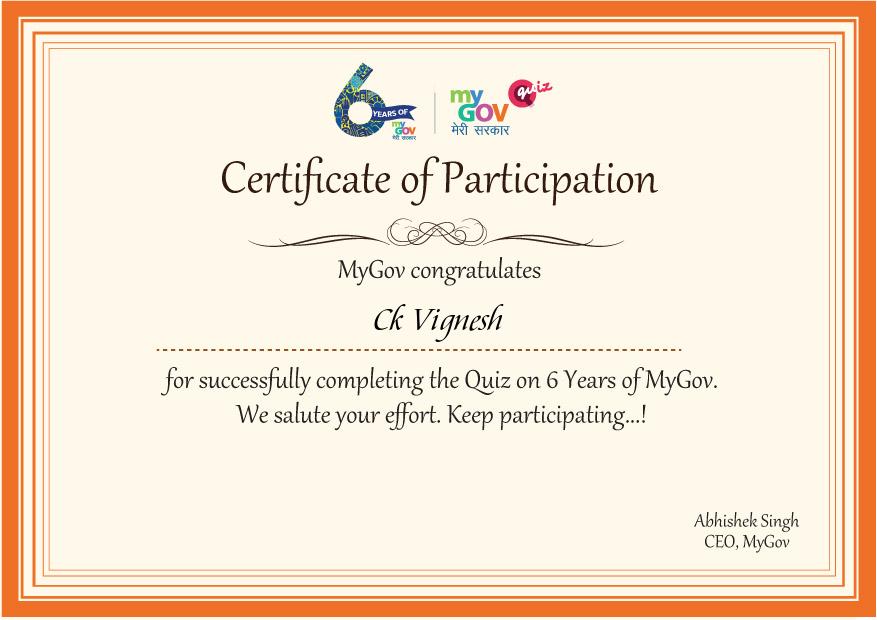 6 YEARS OF
my
GOV
मेरी सरकार
my
GOV
quiz
मेरी सरकार
Certificate of Participation
MyGov congratulates
Ck Vignesh
for successfully completing the Quiz on 6 Years of MyGov.
We salute your effort. Keep participating...!
Abhishek Singh
CEO, MyGov